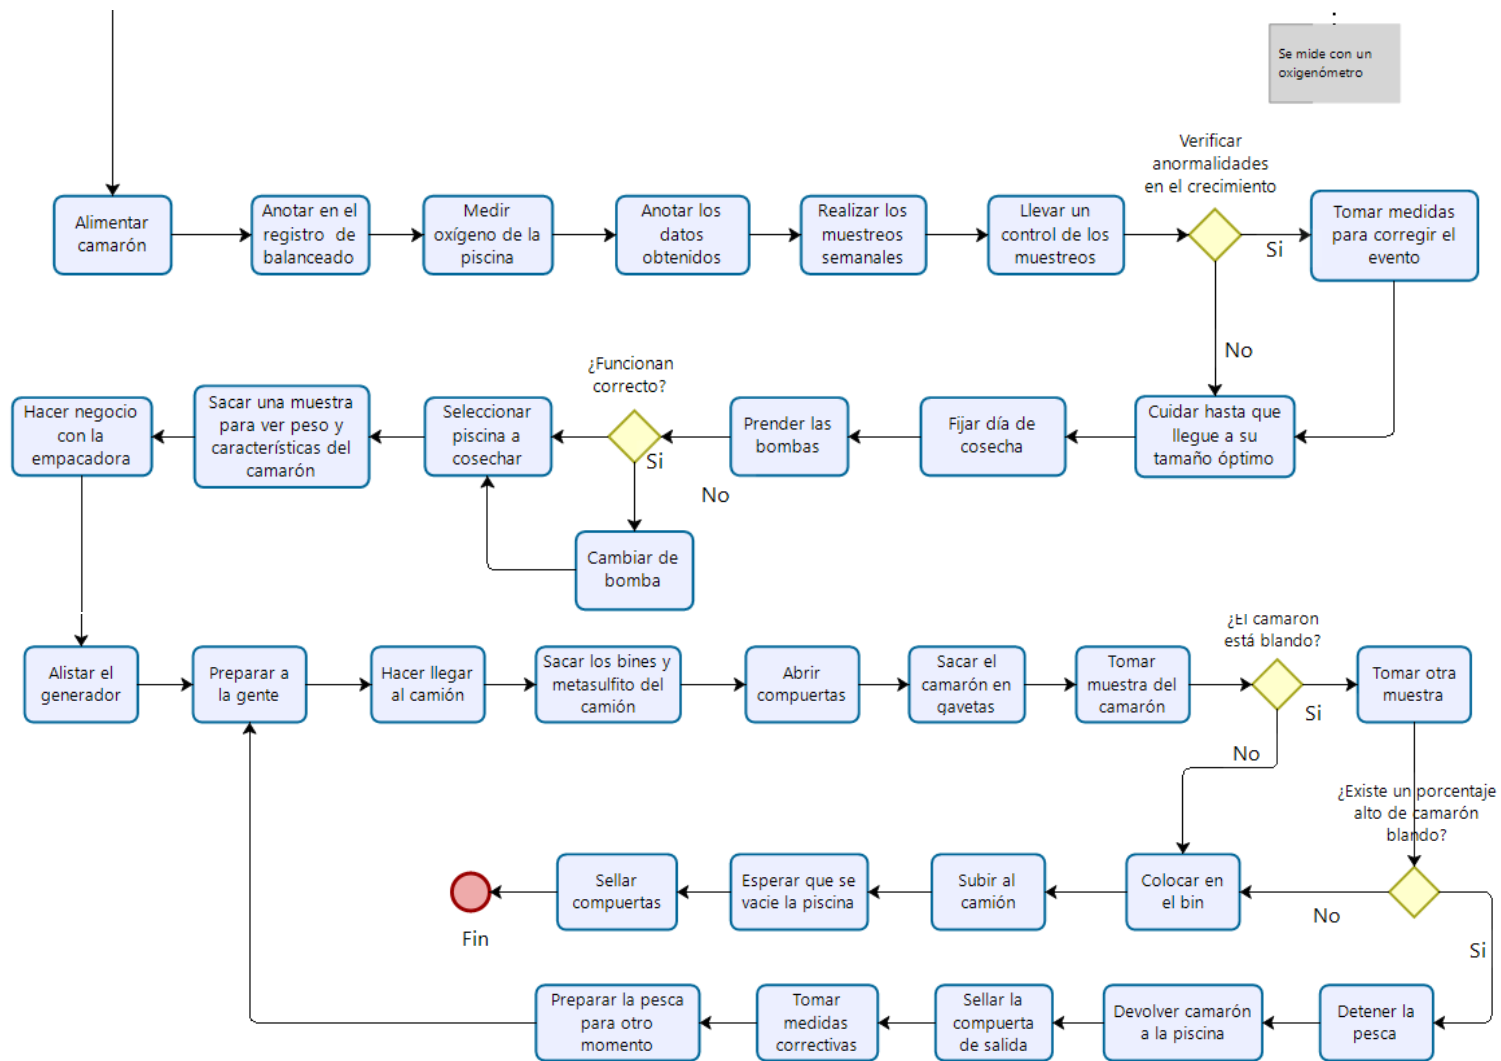 Se mide con un
oxigenómetro
Verificar
anormalidades
en el crecimiento
Alimentar
camarón
Anotar en el
registro de
balanceado
Medir
oxígeno de la
piscina
Anotar los
datos
obtenidos
Realizar los
muestreos
semanales
Llevar un
control de los
muestreos
Si
Tomar medidas
para corregir el
evento
No
Hacer negocio
con la
empacadora
Sacar una muestra
para ver peso y
características del
camarón
Seleccionar
piscina a
cosechar
¿Funcionan
correcto?
Si
No
Prender las
bombas
Fijar día de
cosecha
Cuidar hasta que
llegue a su
tamaño óptimo
Cambiar de
bomba
Alistar el
generador
Preparar a
la gente
Hacer llegar
al camión
Sacar los bines y
metasulfito del
camión
Abrir
compuertas
Sacar el
camarón en
gavetas
Tomar
muestra del
camarón
¿El camarón
está blando?
Si
No
Tomar otra
muestra
¿Existe un porcentaje
alto de camarón
blando?
Fin
Sellar
compuertas
Esperar que se
vacie la piscina
Subir al
camión
Colocar en
el bin
No
Si
Preparar la pesca
para otro
momento
Tomar
medidas
correctivas
Sellar la
compuerta
de salida
Devolver camarón
a la piscina
Detener la
pesca